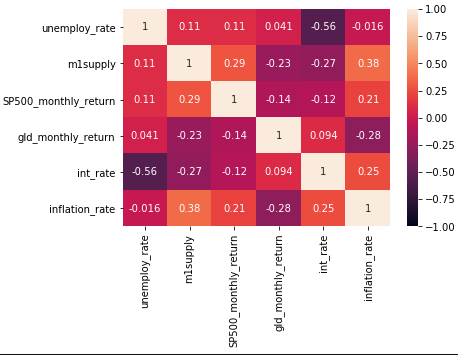 unemploy_rate 1 0.11 0.11 0.041 -0.56 -0.016
m1supply 0.11 1 0.29 -0.23 -0.27 0.38
SP500_monthly_return 0.11 0.29 1 -0.14 -0.12 0.21
gld_monthly_return 0.041 -0.23 -0.14 1 0.094 -0.28
int_rate -0.56 -0.27 -0.12 0.094 1 0.25
inflation_rate -0.016 0.38 0.21 -0.28 0.25 1
unemploy_rate
m1supply
SP500_monthly_return
gld_monthly_return
int_rate
inflation_rate
1.00
0.75
0.50
0.25
0.00
−0.25
−0.50
−0.75
−1.00